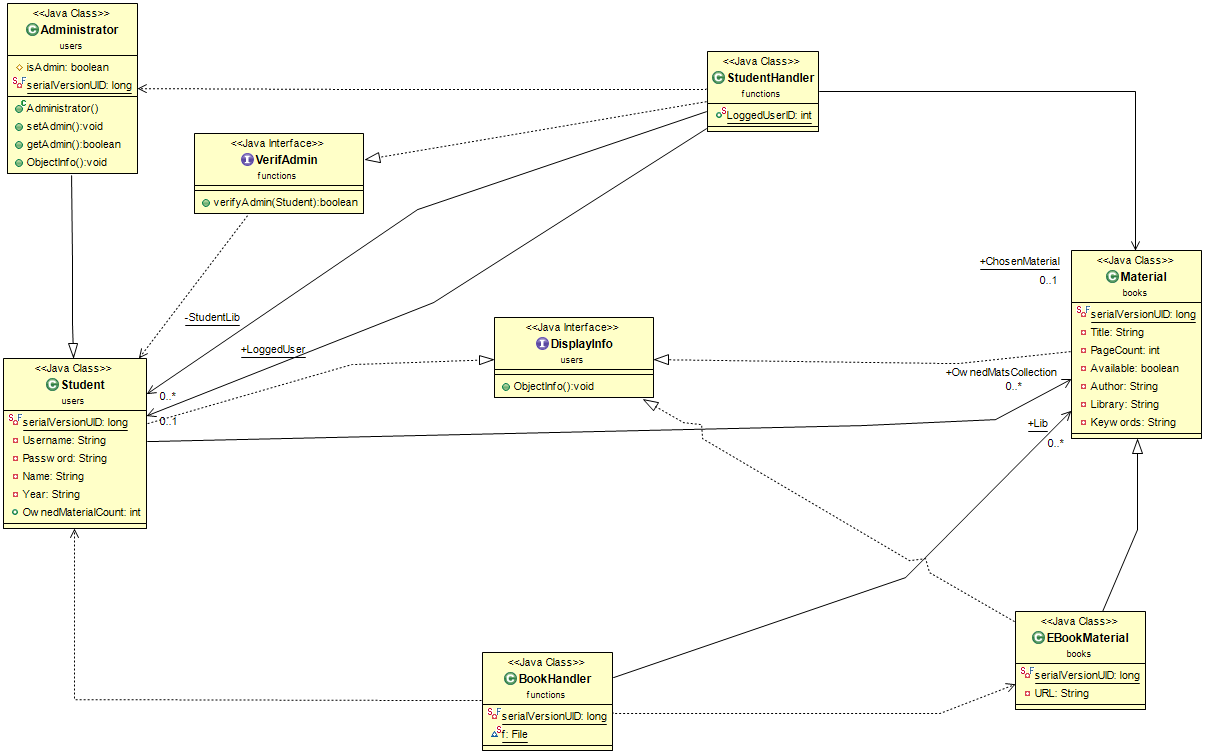 <<Java Class>>
Administrator
users
isAdmin: boolean
serialVersionUID: long
Administrator()
setAdmin():void
getAdmin():boolean
ObjectInfo():void
<<Java Interface>>
VerifAdmin
functions
verifyAdmin(Student):boolean
<<Java Class>>
StudentHandler
functions
LoggedUserID: int
+ChosenMaterial
0..1
<<Java Class>>
Material
books
serialVersionUID: long
Title: String
PageCount: int
Available: boolean
Author: String
Library: String
Keywords: String
-StudentLib
0..*
+LoggedUser
0..1
<<Java Interface>>
DisplayInfo
users
ObjectInfo():void
+OwnedMatsCollection
0..*
+Lib
0..*
<<Java Class>>
Student
users
serialVersionUID: long
Username: String
Password: String
Name: String
Year: String
OwnedMaterialCount: int
<<Java Class>>
BookHandler
functions
serialVersionUID: long
f: File
<<Java Class>>
EBookMaterial
books
serialVersionUID: long
URL: String